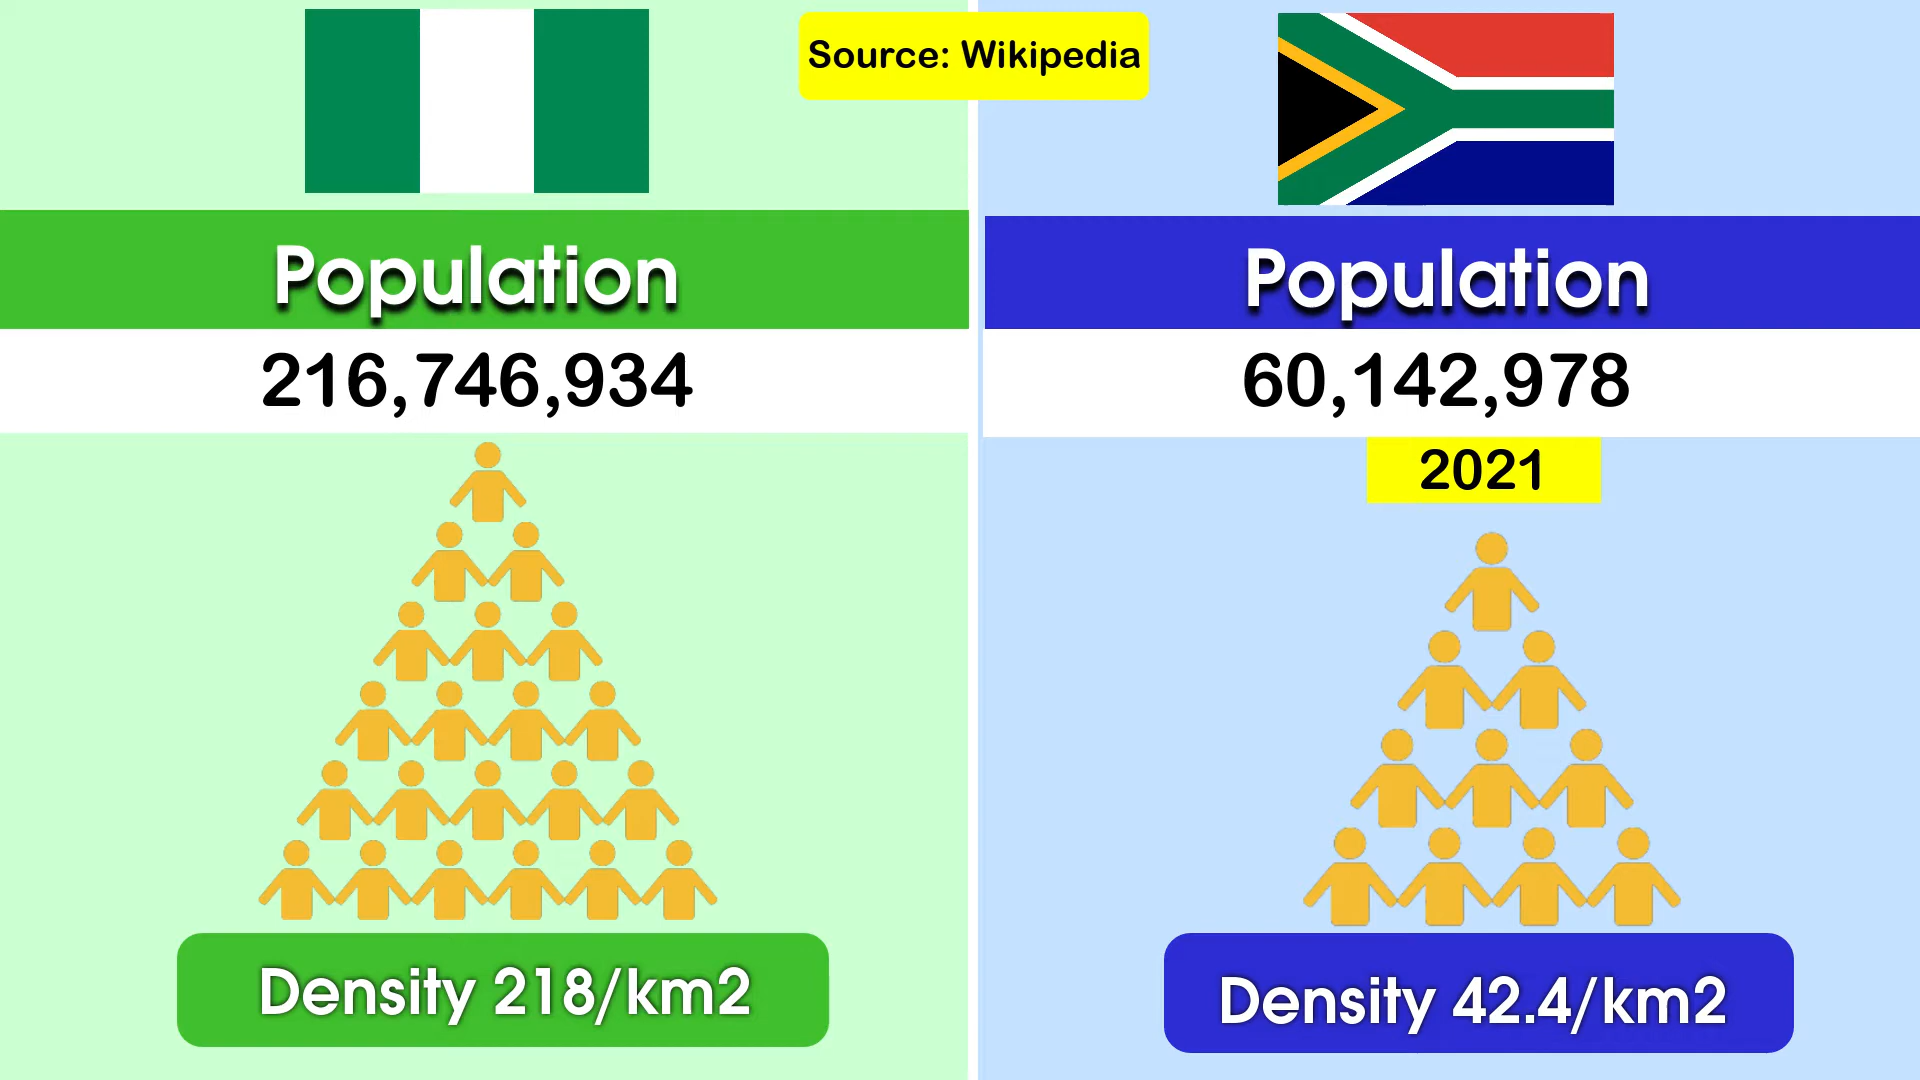 Source: Wikipedia
Population
216,746,934
Density 218/km2
Population
60,142,978
2021
Density 42.4/km2